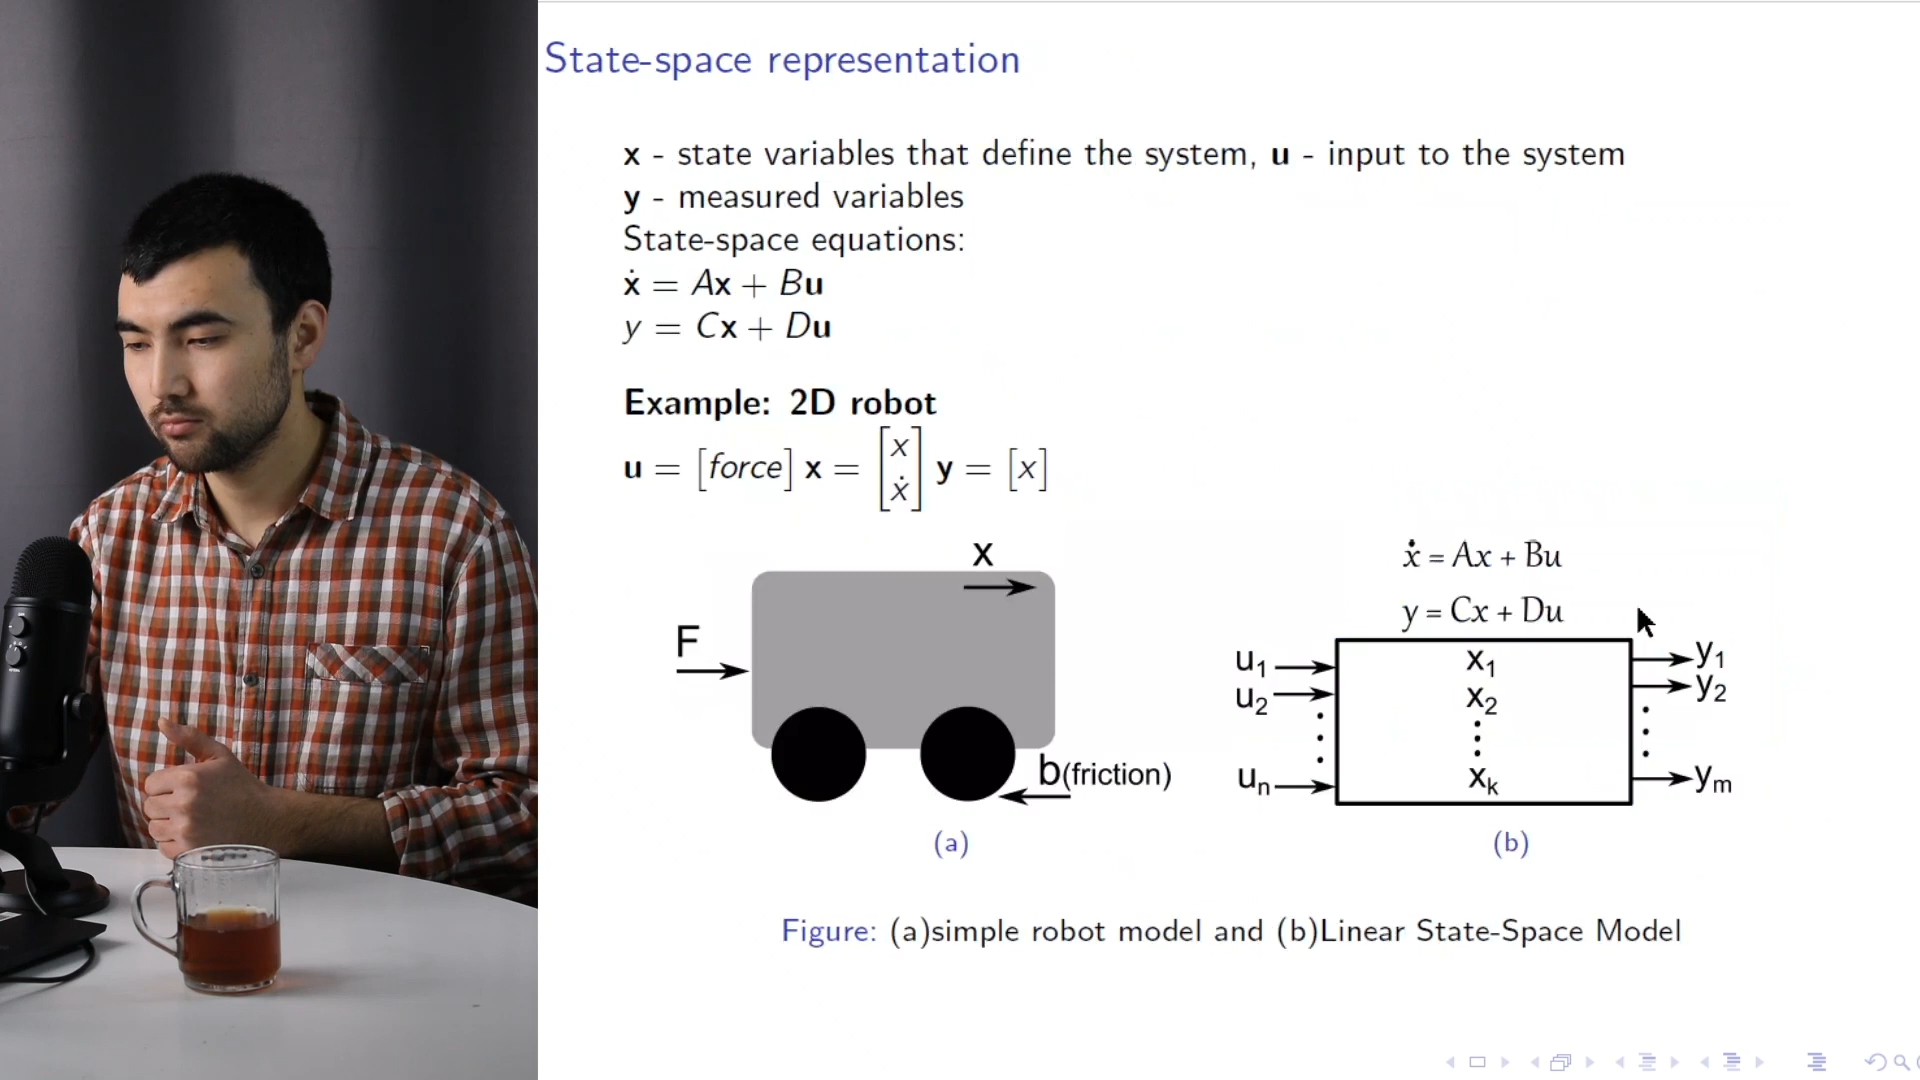 State-space representation
x - state variables that define the system, u - input to the system
y - measured variables
State-space equations:
ẋ = Ax + Bu
y = Cx + Du
Example: 2D robot
u = [force] x = [x ẋ] y = [x]
x
F
b(friction)
(a)
ẋ = Ax + Bu
y = Cx + Du
u₁ x₁ y₁
u₂ x₂ y₂
uₙ xₖ yₘ
(b)
Figure: (a)simple robot model and (b)Linear State-Space Model